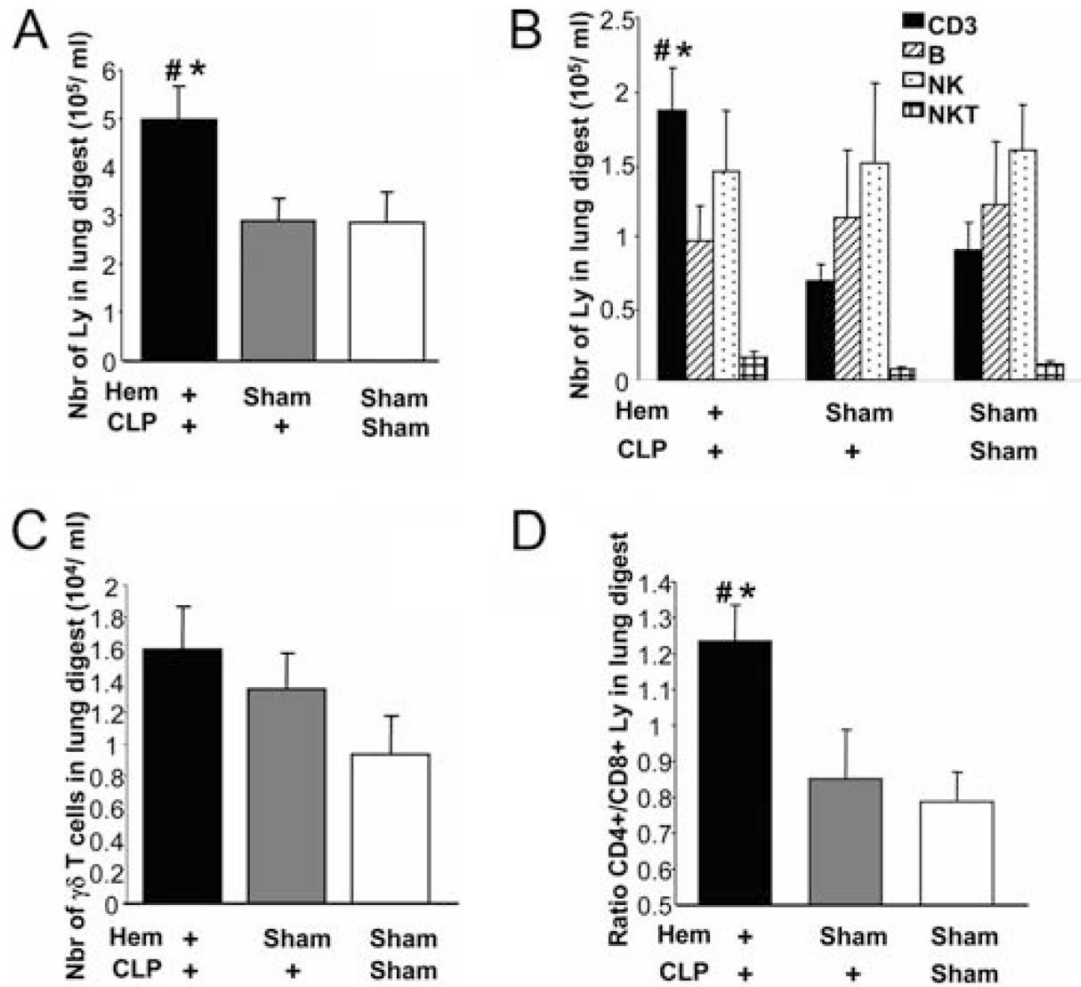 A
Nbr of Ly in lung digest (10⁵/ ml)
6
5
4
3
2
1
0
# *
Hem + Sham Sham
CLP + + Sham
B
Nbr of Ly in lung digest (10⁵/ ml)
2.5
2
1.5
1
0.5
0
# *
CD3
B
NK
NKT
Hem + Sham Sham
CLP + + Sham
C
Nbr of γδ T cells in lung digest (10⁴/ ml)
2
1.8
1.6
1.4
1.2
1
0.8
0.6
0.4
0.2
0
Hem + Sham Sham
CLP + + Sham
D
Ratio CD4+/CD8+ Ly in lung digest
1.4
1.3
1.2
1.1
1
0.9
0.8
0.7
0.6
0.5
# *
Hem + Sham Sham
CLP + + Sham